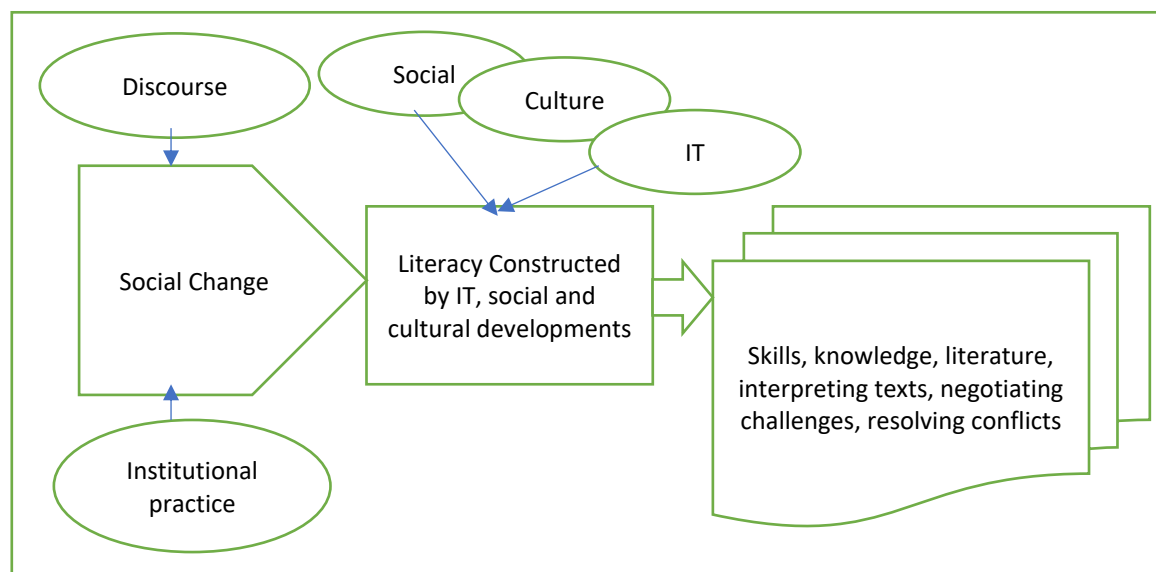 Discourse
Social
Culture
IT
Social Change
Literacy Constructed
by IT, social and
cultural developments
Skills, knowledge, literature,
interpreting texts, negotiating
challenges, resolving conflicts
Institutional
practice